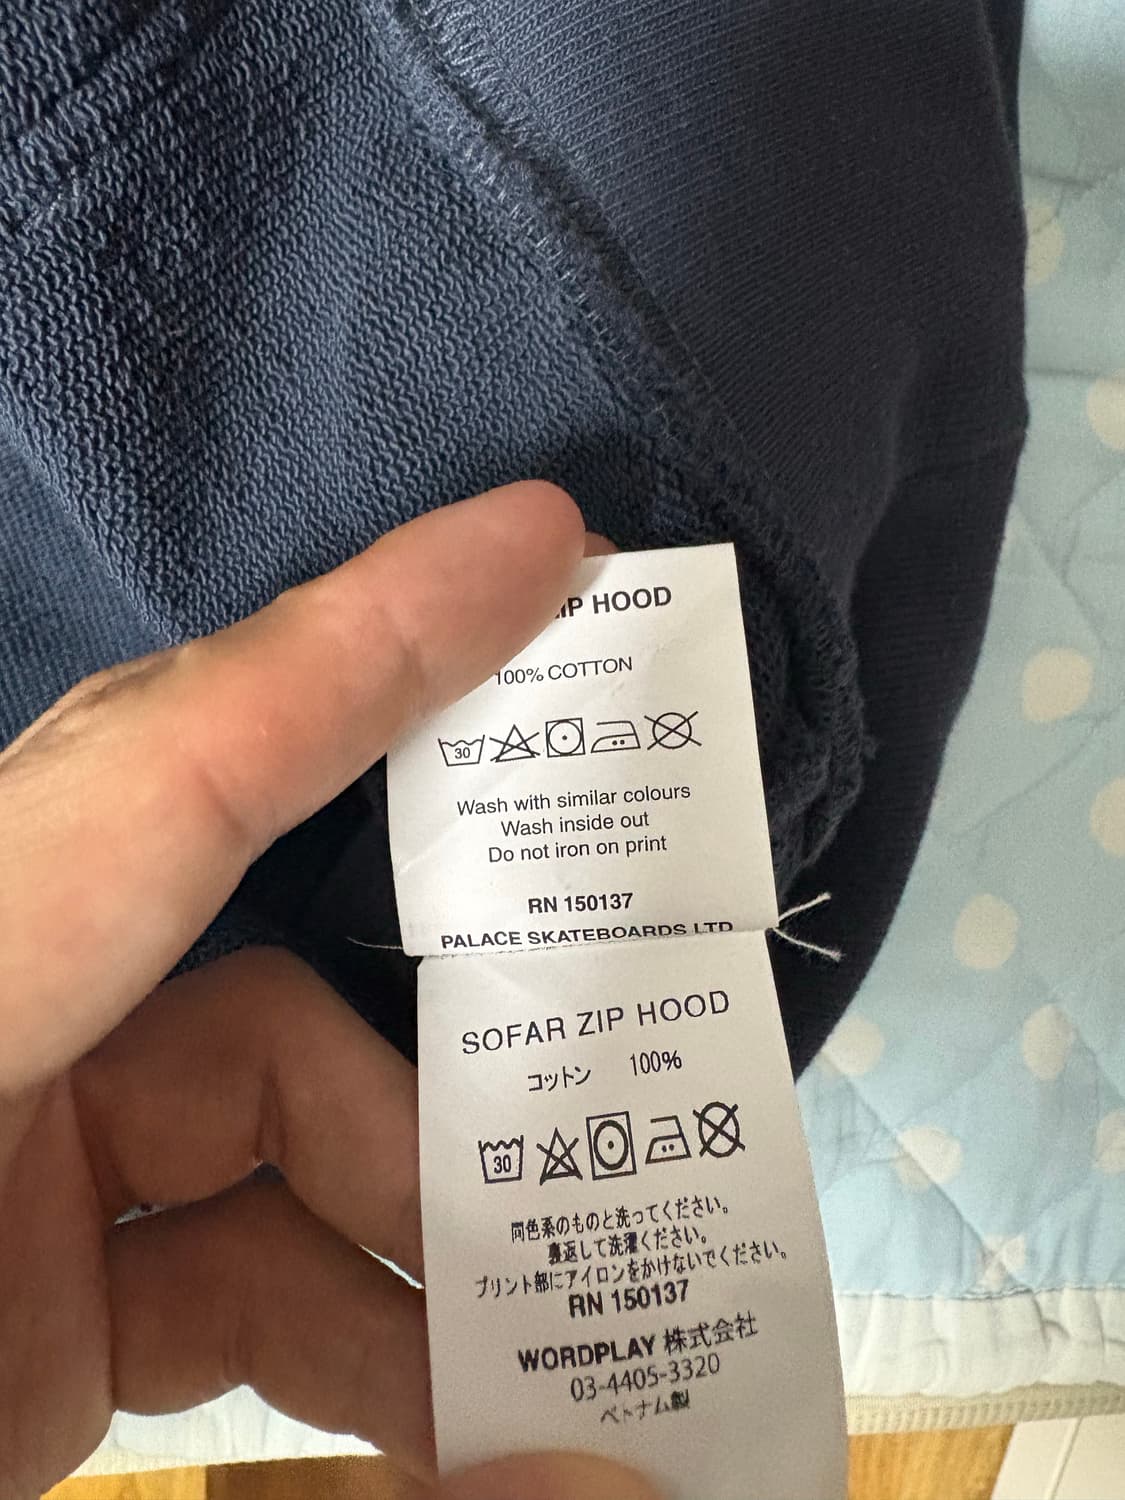 IP HOOD
100% COTTON
30
Wash with similar colours
Wash inside out
Do not iron on print
RN 150137
PALACE SKATEBOARDS LTD
SOFAR ZIP HOOD
コットン 100%
30
同色系のものと洗ってください。
裏返して洗濯ください。
プリント部にアイロンをかけないでください。
RN 150137
WORDPLAY 株式会社
03-4405-3320
ベトナム製